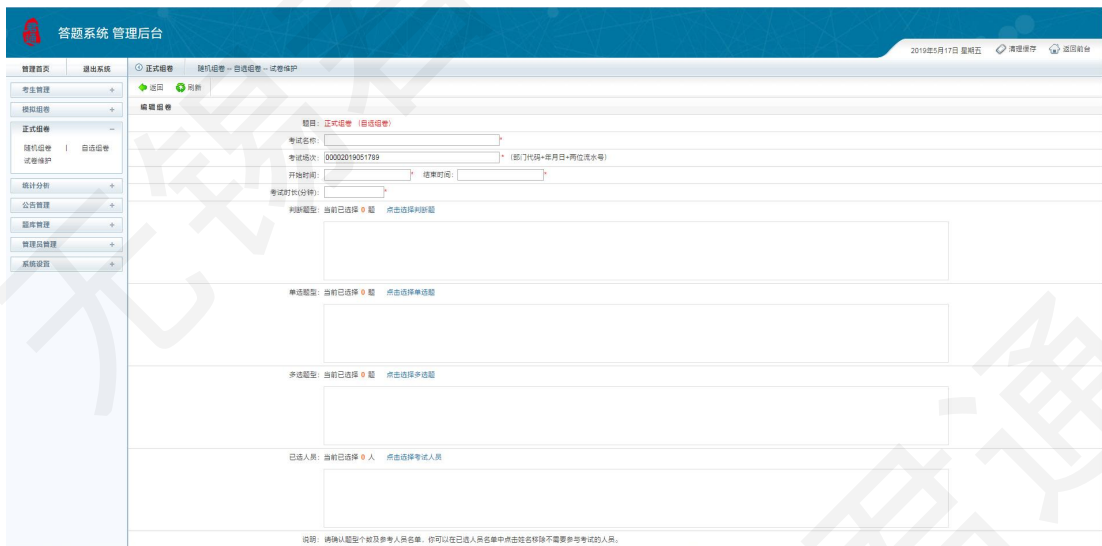 答题系统 管理后台
2019年5月17日 星期五 清理缓存 返回前台
管理首页 退出系统 正式组卷 随机组卷 – 自选组卷 – 试卷维护
考生管理 +
返回 刷新
模拟组卷 +
编辑组卷
正式组卷 −
题目: 正式组卷 (自选组卷)
随机组卷 | 自选组卷
试卷维护
考试名称: *
考试场次: 00002019051789 * (部门代码+年月日+两位流水号)
开始时间: * 结束时间: *
统计分析 +
考试时长(分钟): *
公告管理 +
判断题型: 当前已选择 0 题 点击选择判断题
题库管理 +
管理员管理 +
系统设置 +
单选题型: 当前已选择 0 题 点击选择单选题
多选题型: 当前已选择 0 题 点击选择多选题
已选人员: 当前已选择 0 人 点击选择考试人员
说明: 请确认题型个数及参考人员名单,你可以在已选人员名单中点击姓名移除不需要参与考试的人员。
无锡君
君通